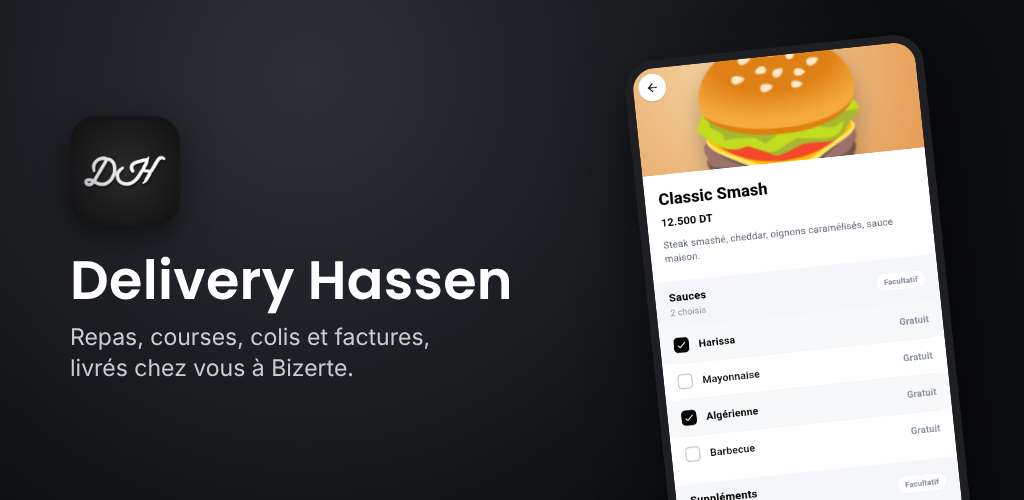 DH
Delivery Hassen
Repas, courses, colis et factures,
livrés chez vous à Bizerte.
Classic Smash
12.500 DT
Steak smashé, cheddar, oignons caramélisés, sauce
maison.
Sauces
Facultatif
2 choisis
Harissa
Gratuit
Mayonnaise
Gratuit
Algérienne
Gratuit
Barbecue
Gratuit
Suppléments
Facultatif